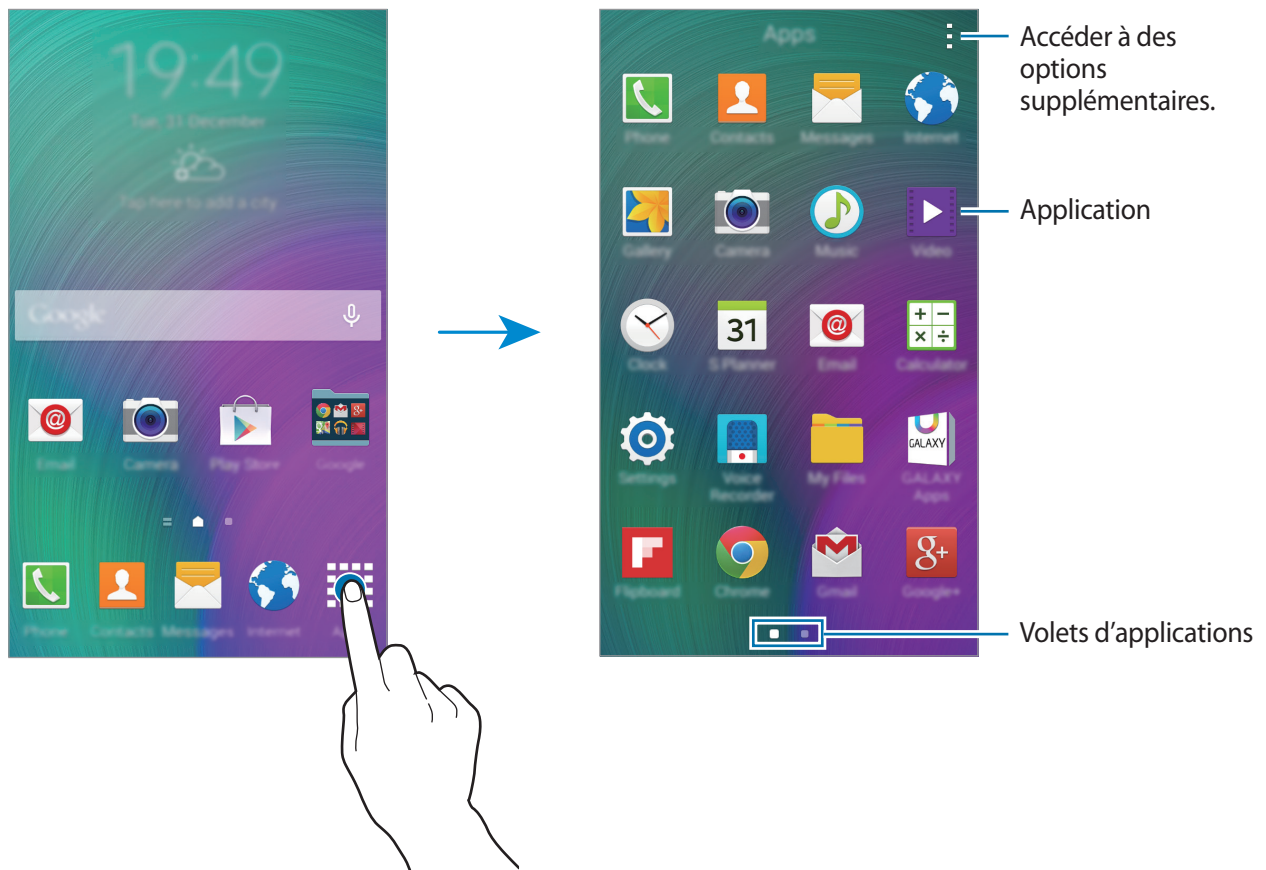 19:49
Tue, 31 December
Tap here to add a city
Google
Email
Camera
Play Store
Google
Phone
Contacts
Messages
Internet
Apps
Phone
Contacts
Messages
Internet
Gallery
Camera
Music
Video
31
Clock
S Planner
Email
Calculator
GALAXY
Settings
Voice
Recorder
My Files
GALAXY
Apps
Flipboard
Chrome
Gmail
Google+
Accéder à des
options
supplémentaires.
Application
Volets d'applications